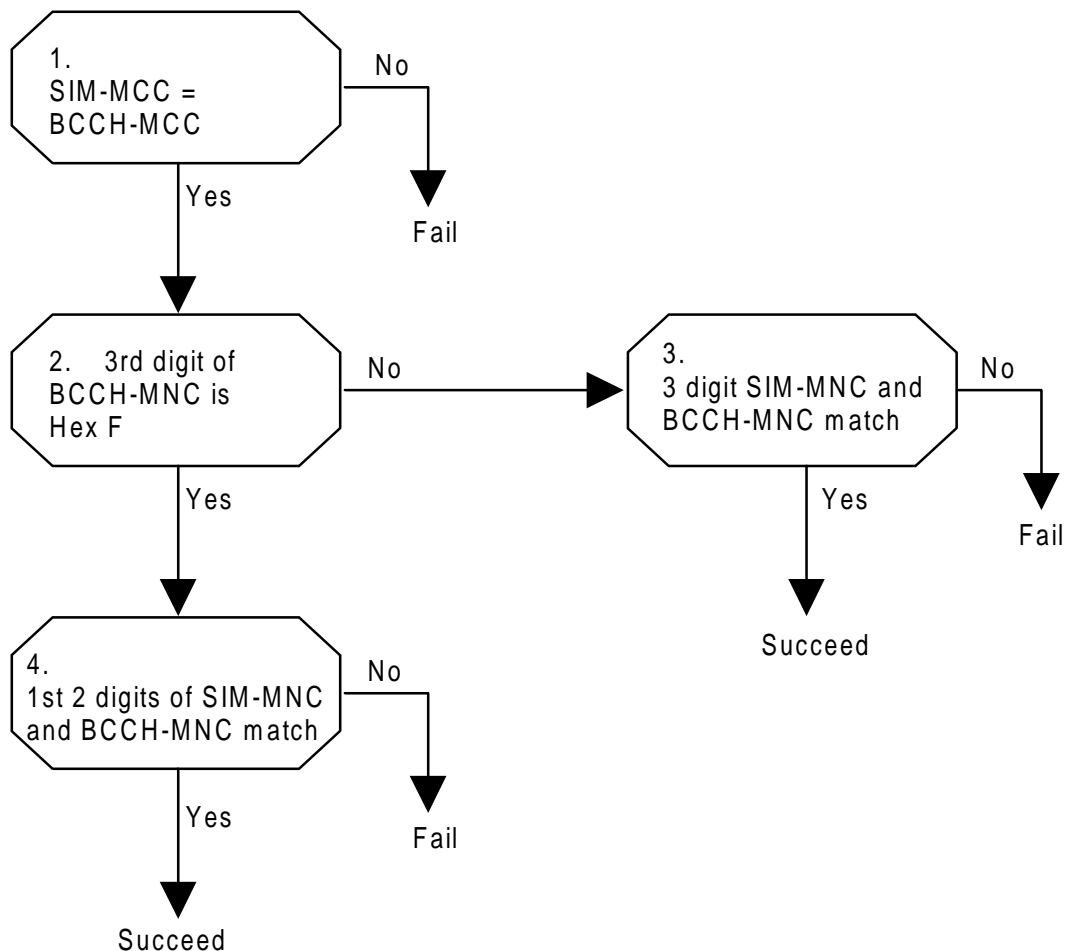 1.
SIM-MCC =
BCCH-MCC
No
Yes
Fail
2. 3rd digit of
BCCH-MNC is
Hex F
No
3.
3 digit SIM-MNC and
BCCH-MNC match
No
Yes
Yes
Fail
Succeed
4.
1st 2 digits of SIM-MNC
and BCCH-MNC match
No
Yes
Fail
Succeed